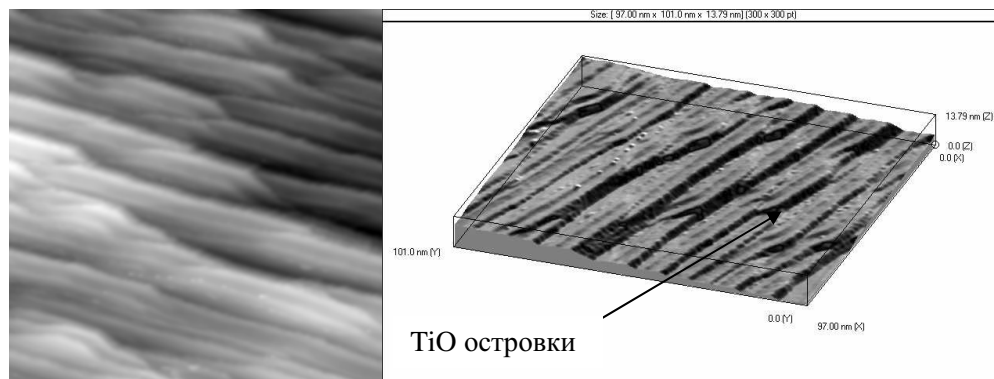 Size: [ 97.00 nm x 101.0 nm x 13.79 nm] (300 x 300 pt)
13.79 nm (Z)
0.0 (Z)
0.0 (X)
101.0 nm (Y)
0.0 (Y)
97.00 nm (X)
TiO островки